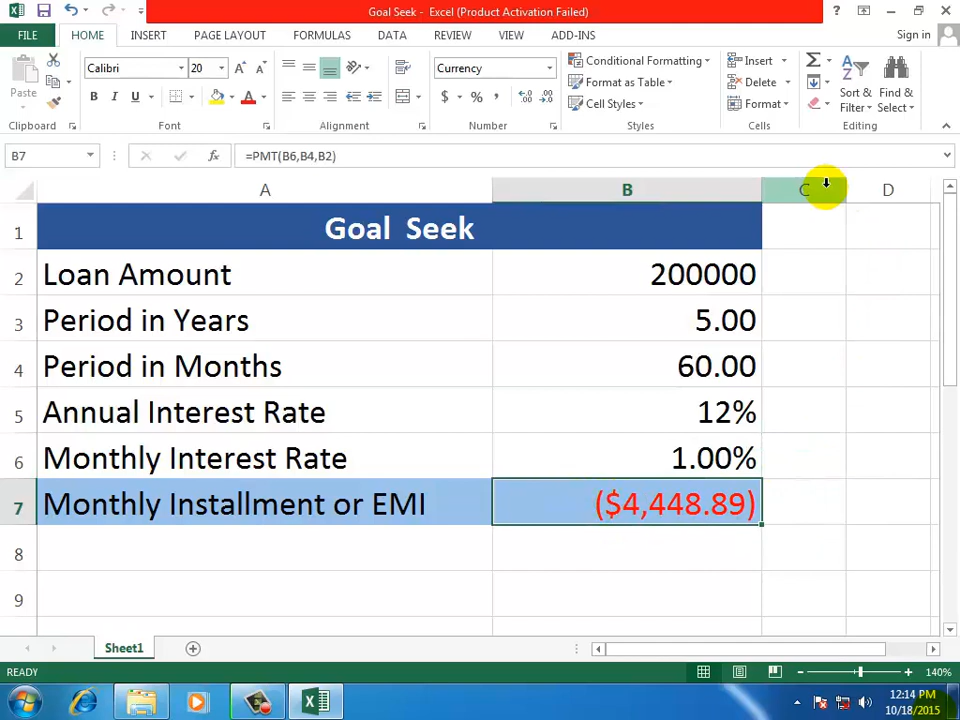 Goal Seek - Excel (Product Activation Failed)
FILE HOME INSERT PAGE LAYOUT FORMULAS DATA REVIEW VIEW ADD-INS Sign in
Paste
Calibri 20
B I U A
Currency
$ % ,
Conditional Formatting
Format as Table
Cell Styles
Insert
Delete
Format
Sort & Filter
Find & Select
Clipboard Font Alignment Number Styles Cells Editing
B7 fx =PMT(B6,B4,B2)
A B C D
1 Goal Seek
2 Loan Amount 200000
3 Period in Years 5.00
4 Period in Months 60.00
5 Annual Interest Rate 12%
6 Monthly Interest Rate 1.00%
7 Monthly Installment or EMI ($4,448.89)
8
9
Sheet1
READY 140%
12:14 PM
10/18/2015